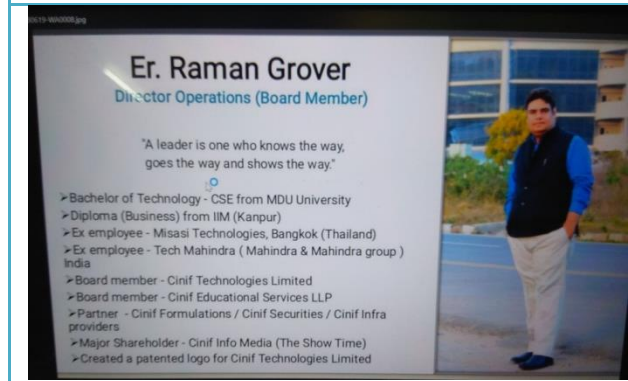 00619-WA0008.jpg
Er. Raman Grover
Director Operations (Board Member)
"A leader is one who knows the way,
goes the way and shows the way."
➢Bachelor of Technology - CSE from MDU University
➢Diploma (Business) from IIM (Kanpur)
➢Ex employee - Misasi Technologies, Bangkok (Thailand)
➢Ex employee - Tech Mahindra ( Mahindra & Mahindra group )
India
➢Board member - Cinif Technologies Limited
➢Board member - Cinif Educational Services LLP
➢Partner - Cinif Formulations / Cinif Securities / Cinif Infra
providers
➢Major Shareholder - Cinif Info Media (The Show Time)
➢Created a patented logo for Cinif Technologies Limited